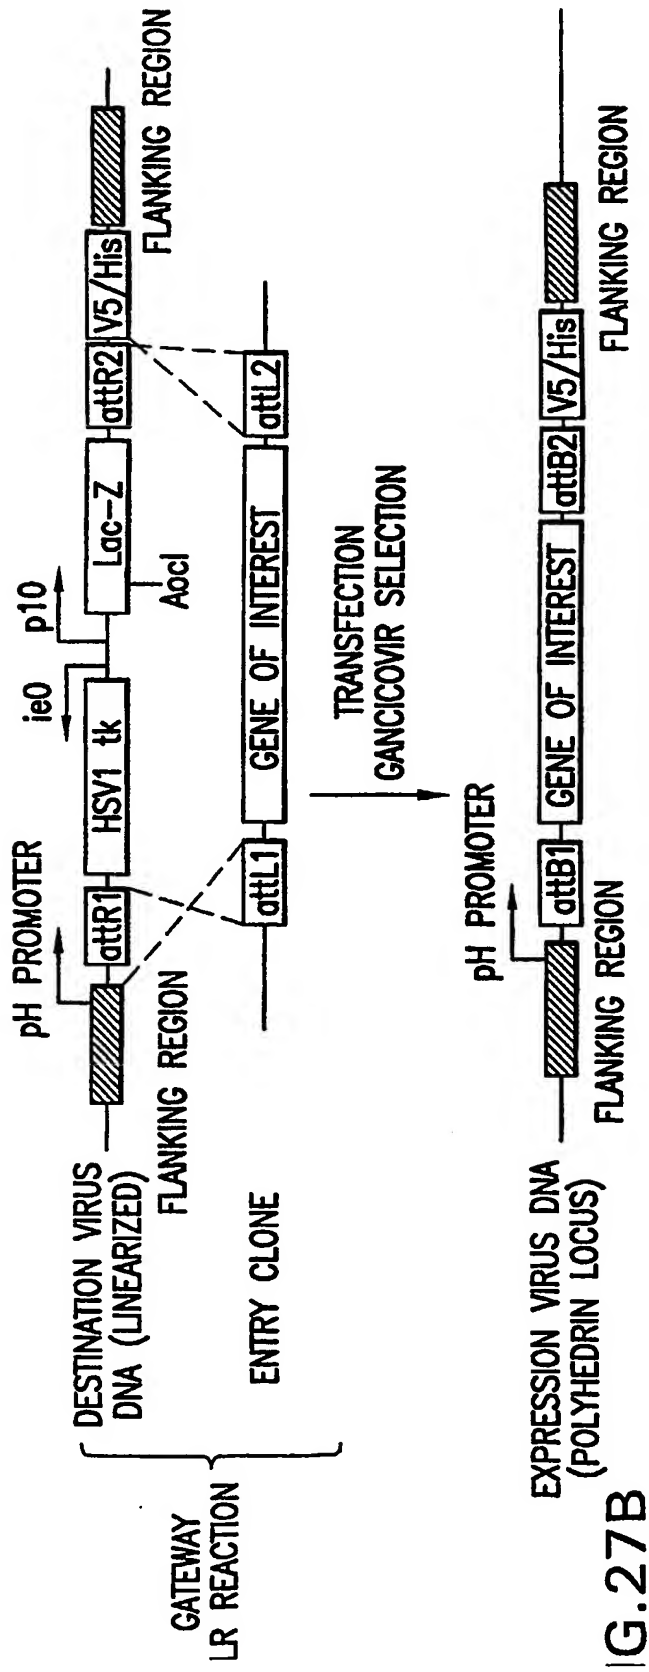 GATEWAY
LR REACTION
DESTINATION VIRUS
DNA (LINEARIZED)
pH PROMOTER
attR1
HSV1 tk
ie0
p10
Lac-Z
AocI
attR2
V5/His
FLANKING REGION
FLANKING REGION
ENTRY CLONE
attL1
GENE OF INTEREST
attL2
TRANSFECTION
GANCICOVIR SELECTION
EXPRESSION VIRUS DNA
(POLYHEDRIN LOCUS)
pH PROMOTER
attB1
GENE OF INTEREST
attB2
V5/His
FLANKING REGION
FLANKING REGION
IG.27B